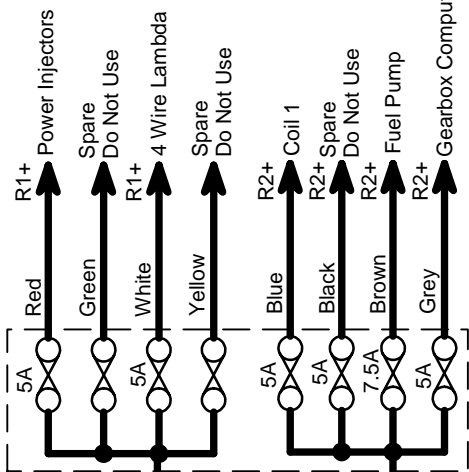 R1+ Power Injectors
Spare
Do Not Use
R1+ 4 Wire Lambda
Spare
Do Not Use
R2+ Coil 1
R2+ Spare
Do Not Use
R2+ Fuel Pump
R2+ Gearbox Compu
Red
Green
White
Yellow
Blue
Black
Brown
Grey
5A
5A
5A
5A
7.5A
5A